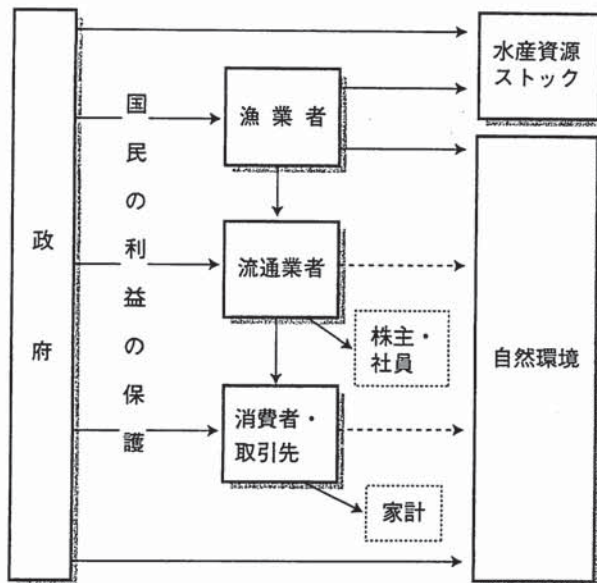 政府
国民の利益の保護
水産資源
ストック
漁業者
流通業者
株主・
社員
自然環境
消費者・
取引先
家計